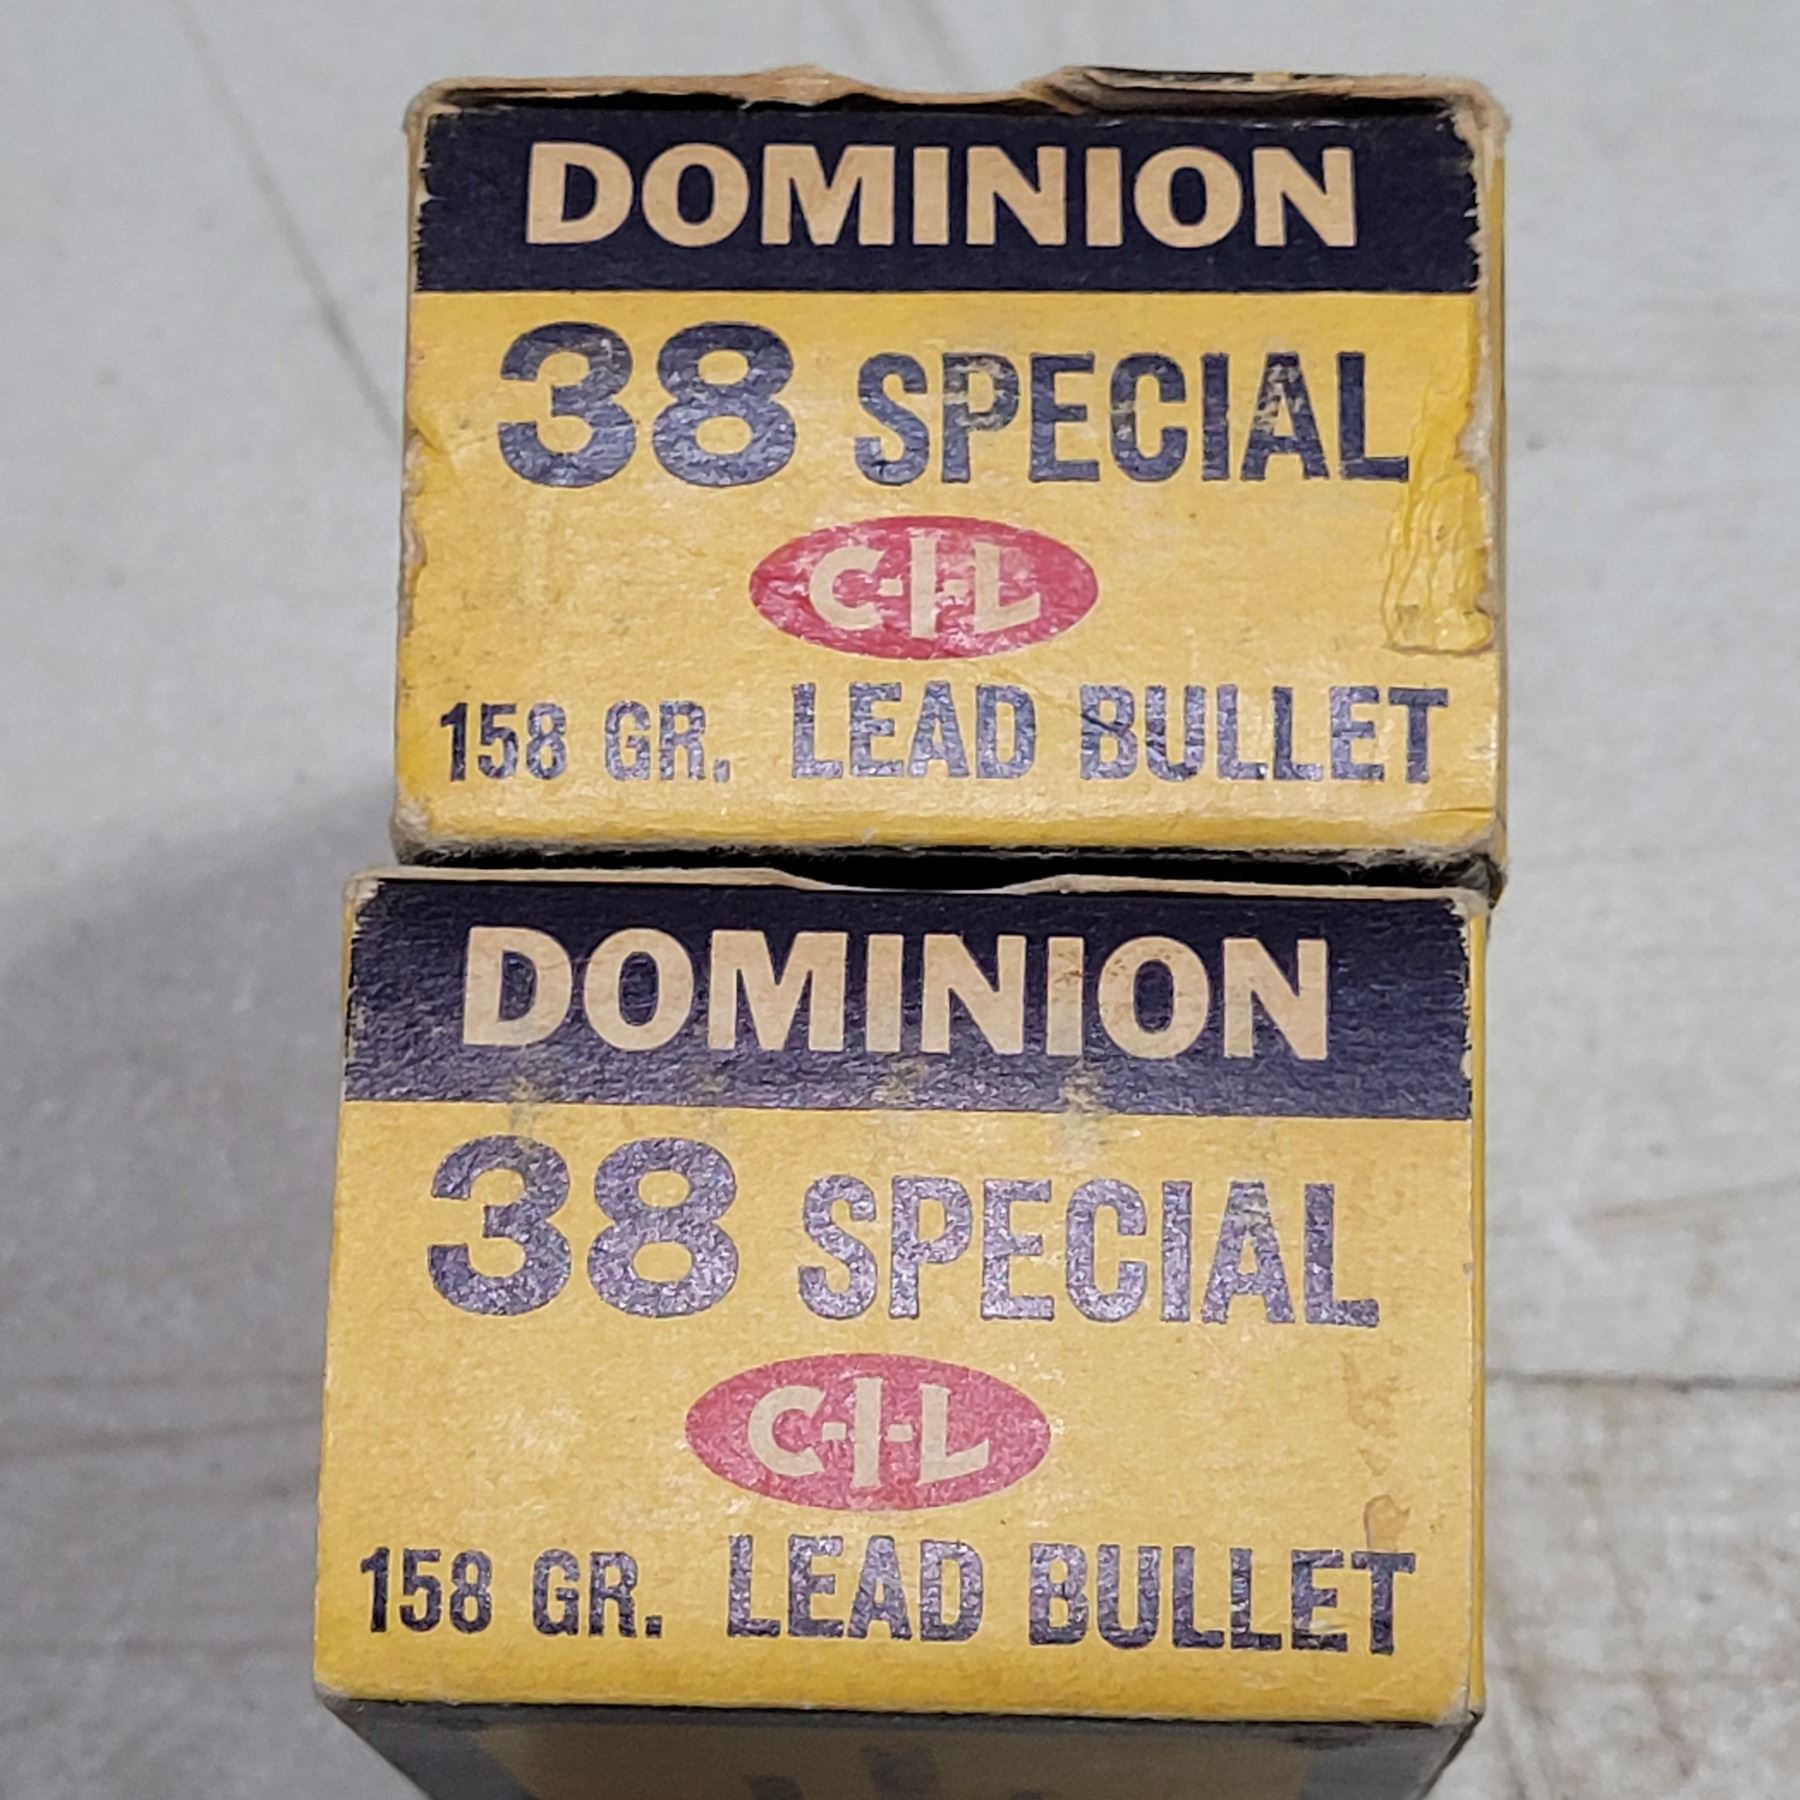 DOMINION
38 SPECIAL
C-I-L
158 GR. LEAD BULLET
DOMINION
38 SPECIAL
C-I-L
158 GR. LEAD BULLET